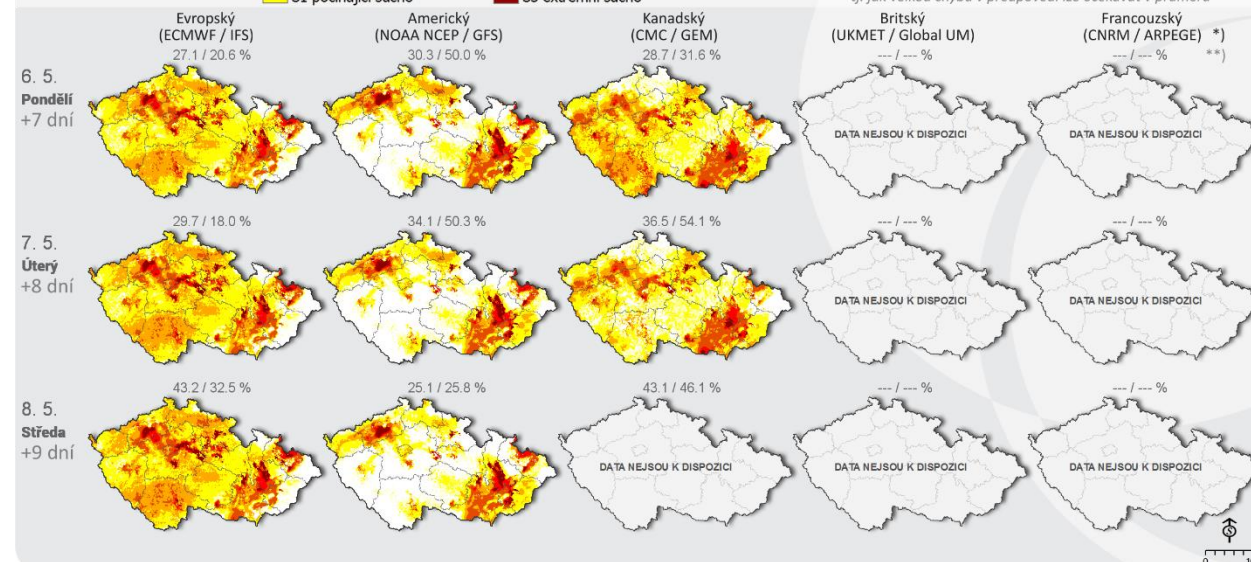 Evropský
(ECMWF / IFS)
Americký
(NOAA NCEP / GFS)
Kanadský
(CMC / GEM)
Britský
(UKMET / Global UM)
Francouzský
(CNRM / ARPEGE) *)
**)
6. 5.
Pondělí
+7 dní
27.1 / 20.6 %
30.3 / 50.0 %
28.7 / 31.6 %
--- / --- %
--- / --- %
DATA NEJSOU K DISPOZICI
DATA NEJSOU K DISPOZICI
7. 5.
Úterý
+8 dní
29.7 / 18.0 %
34.1 / 50.3 %
36.5 / 54.1 %
--- / --- %
--- / --- %
DATA NEJSOU K DISPOZICI
DATA NEJSOU K DISPOZICI
8. 5.
Středa
+9 dní
43.2 / 32.5 %
25.1 / 25.8 %
43.1 / 46.1 %
--- / --- %
--- / --- %
DATA NEJSOU K DISPOZICI
DATA NEJSOU K DISPOZICI
DATA NEJSOU K DISPOZICI
0